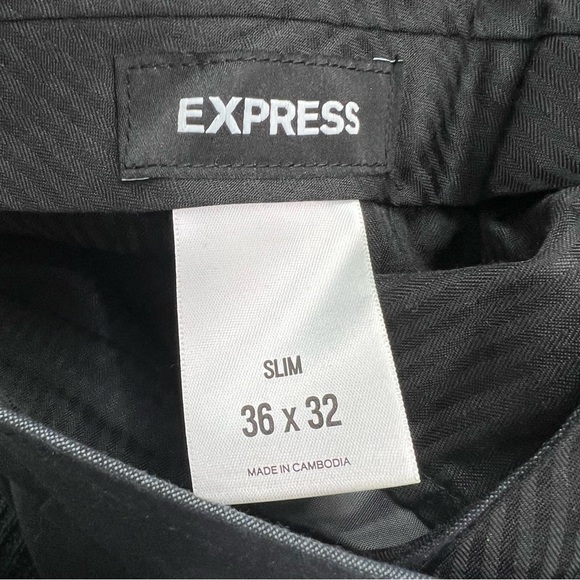 EXPRESS
SLIM
36 x 32
MADE IN CAMBODIA